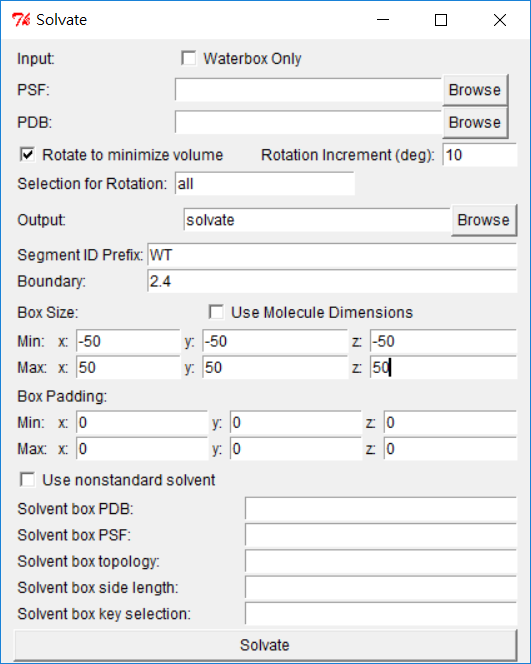 Solvate
Input: Waterbox Only
PSF: Browse
PDB: Browse
Rotate to minimize volume Rotation Increment (deg): 10
Selection for Rotation: all
Output: solvate Browse
Segment ID Prefix: WT
Boundary: 2.4
Box Size: Use Molecule Dimensions
Min: x: -50 y: -50 z: -50
Max: x: 50 y: 50 z: 50
Box Padding:
Min: x: 0 y: 0 z: 0
Max: x: 0 y: 0 z: 0
Use nonstandard solvent
Solvent box PDB:
Solvent box PSF:
Solvent box topology:
Solvent box side length:
Solvent box key selection:
Solvate